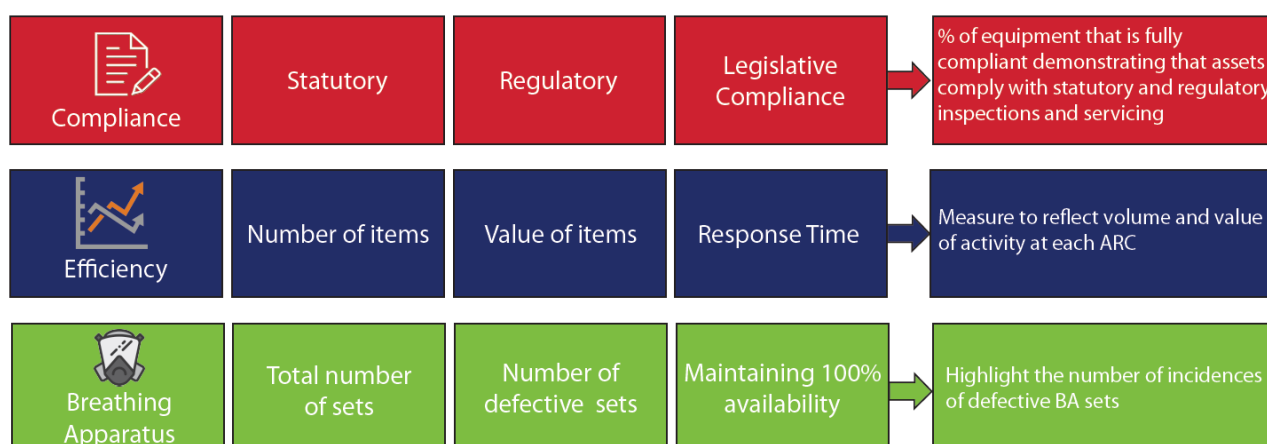 Compliance
Statutory
Regulatory
Legislative
Compliance
% of equipment that is fully
compliant demonstrating that assets
comply with statutory and regulatory
inspections and servicing
Efficiency
Number of items
Value of items
Response Time
Measure to reflect volume and value
of activity at each ARC
Breathing
Apparatus
Total number
of sets
Number of
defective sets
Maintaining 100%
availability
Highlight the number of incidences
of defective BA sets